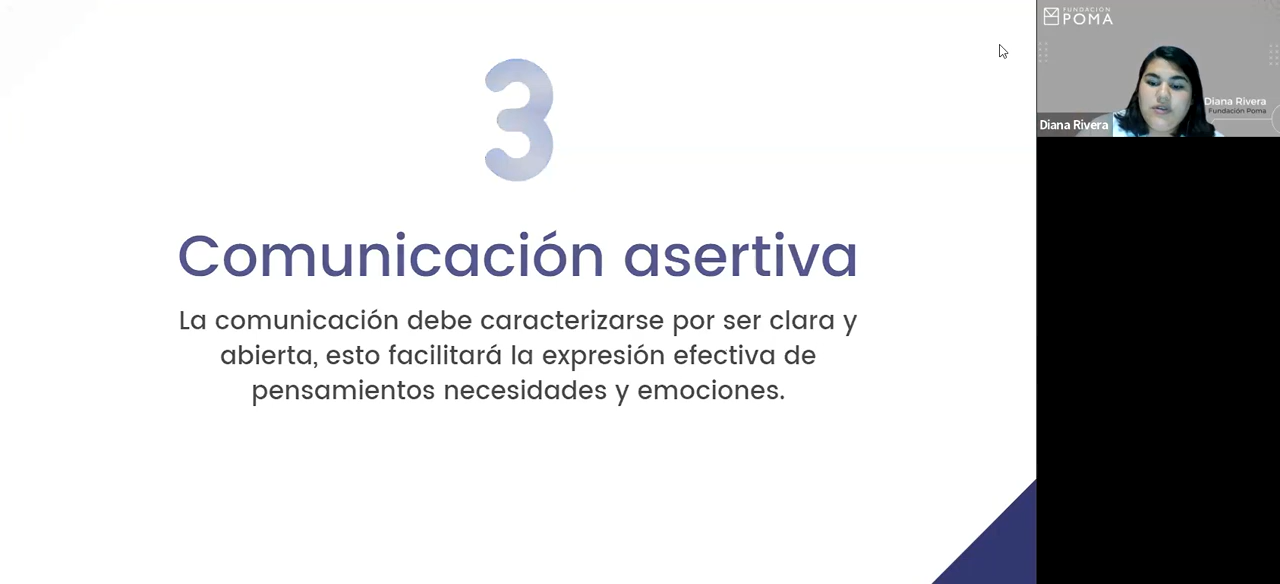 3
Comunicación asertiva
La comunicación debe caracterizarse por ser clara y
abierta, esto facilitará la expresión efectiva de
pensamientos necesidades y emociones.
FUNDACIÓN
POMA
Diana Rivera
Fundación Poma
Diana Rivera